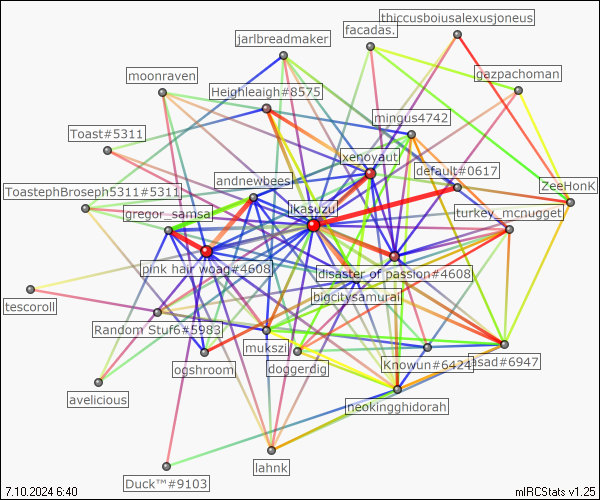 thiccusboiusalexusjoneus
facadas.
jarlbreadmaker
moonraven
gazpachoman
Heighleaigh#8575
mingus4742
Toast#5311
xenoyaut
default#0617
andnewbees
ZeeHonK
ToastephBroseph5311#5311
ikasuzu
gregor_samsa
turkey_mcnugget
pink hair woag#4608
disaster of passion#4608
bigcitysamurai
tescoroll
Random Stuf6#5983
mukszi
ogshroom
doggerdig
Knowun#6424
asad#6947
avelicious
neokingghidorah
lahnk
Duck™#9103
7.10.2024 6:40
mIRCStats v1.25